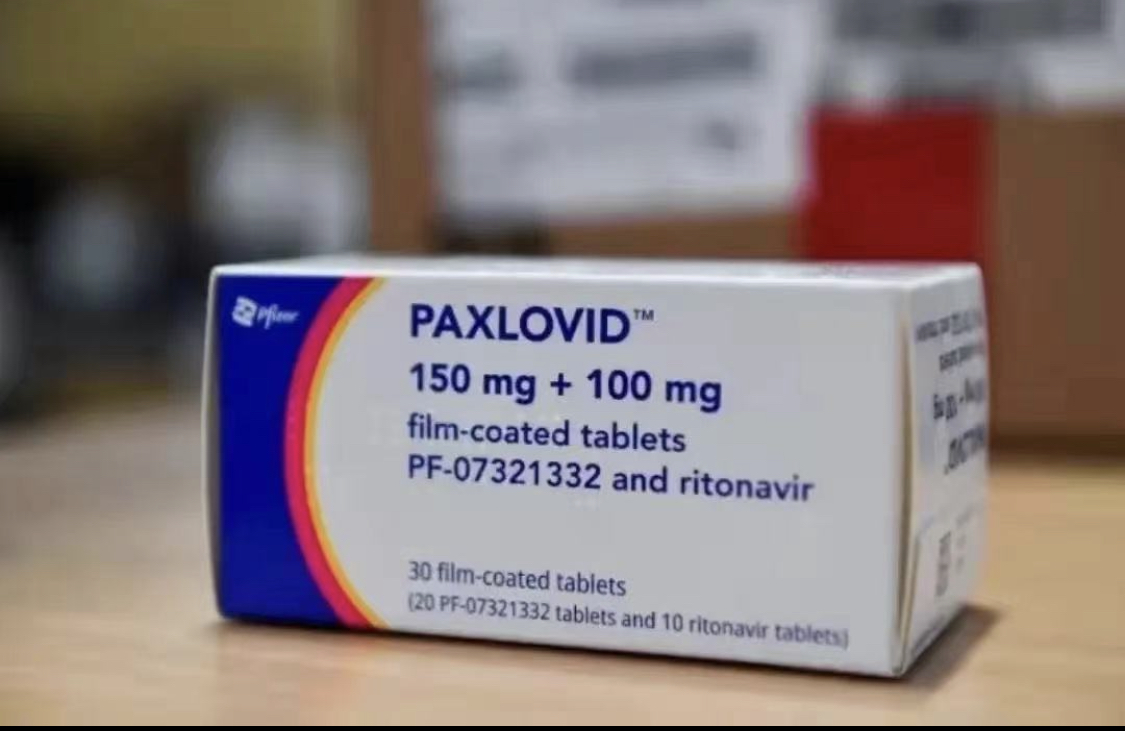 Pfizer
PAXLOVID™
150 mg + 100 mg
film-coated tablets
PF-07321332 and ritonavir
30 film-coated tablets
(20 PF-07321332 tablets and 10 ritonavir tablets)